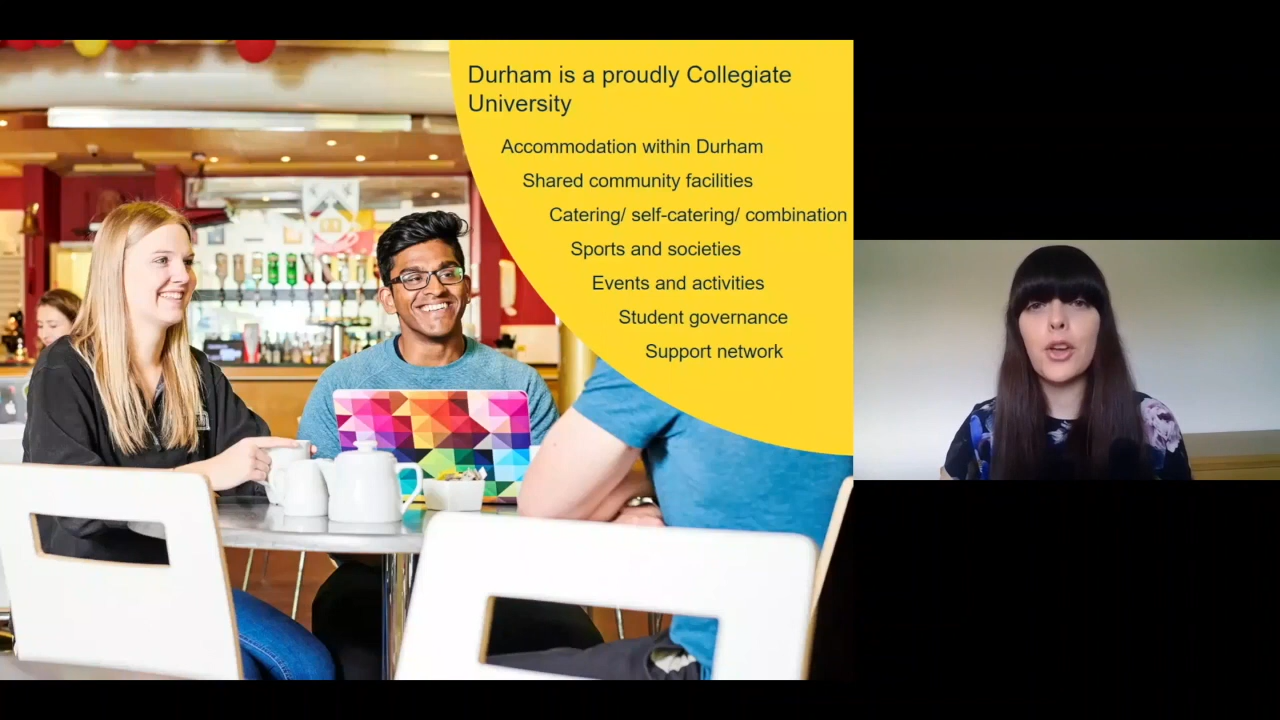 Durham is a proudly Collegiate
University
Accommodation within Durham
Shared community facilities
Catering/ self-catering/ combination
Sports and societies
Events and activities
Student governance
Support network